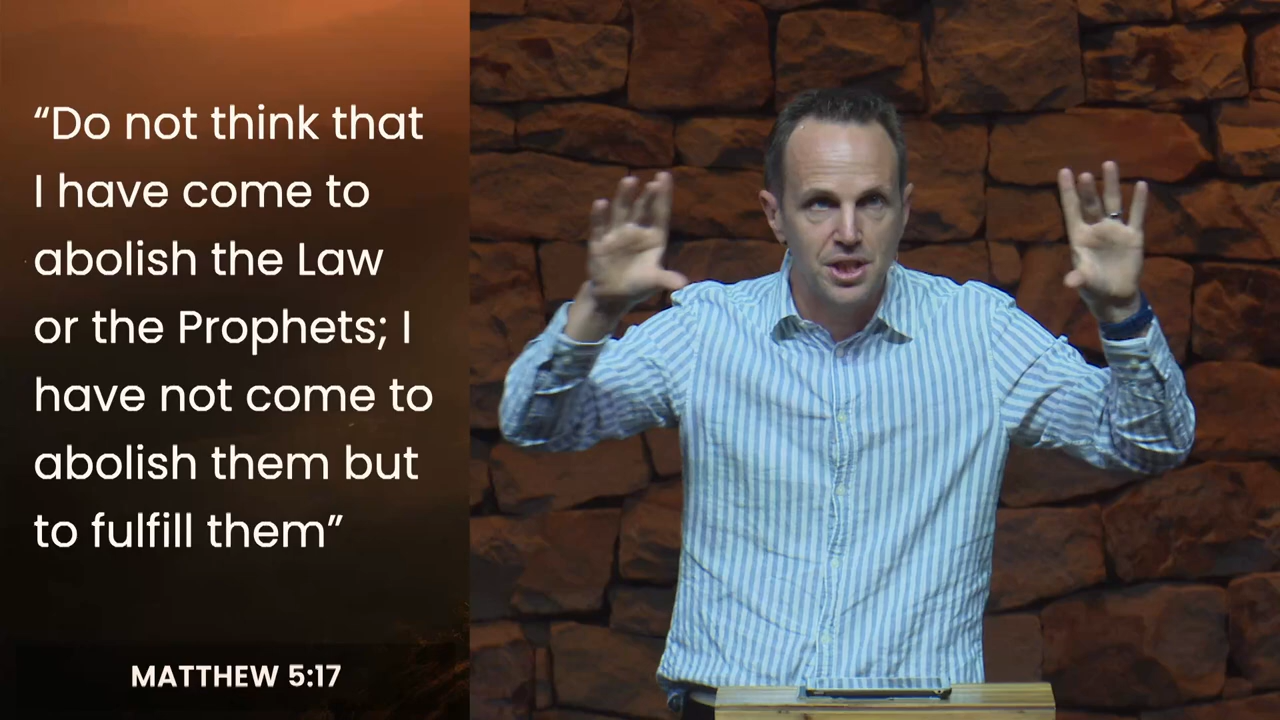 “Do not think that
I have come to
abolish the Law
or the Prophets; I
have not come to
abolish them but
to fulfill them”
MATTHEW 5:17